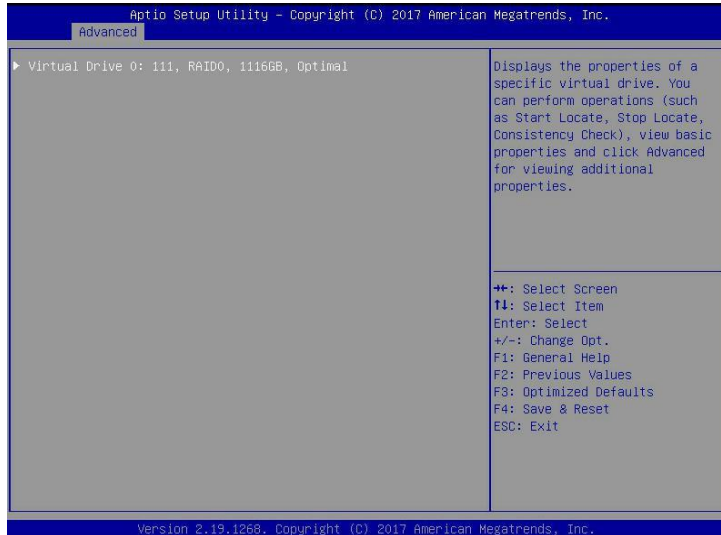 Aptio Setup Utility – Copyright (C) 2017 American Megatrends, Inc.
Advanced
▶ Virtual Drive 0: 111, RAID0, 1116GB, Optimal
Displays the properties of a
specific virtual drive. You
can perform operations (such
as Start Locate, Stop Locate,
Consistency Check), view basic
properties and click Advanced
for viewing additional
properties.
→←: Select Screen
↑↓: Select Item
Enter: Select
+/-: Change Opt.
F1: General Help
F2: Previous Values
F3: Optimized Defaults
F4: Save & Reset
ESC: Exit
Version 2.19.1268. Copyright (C) 2017 American Megatrends, Inc.